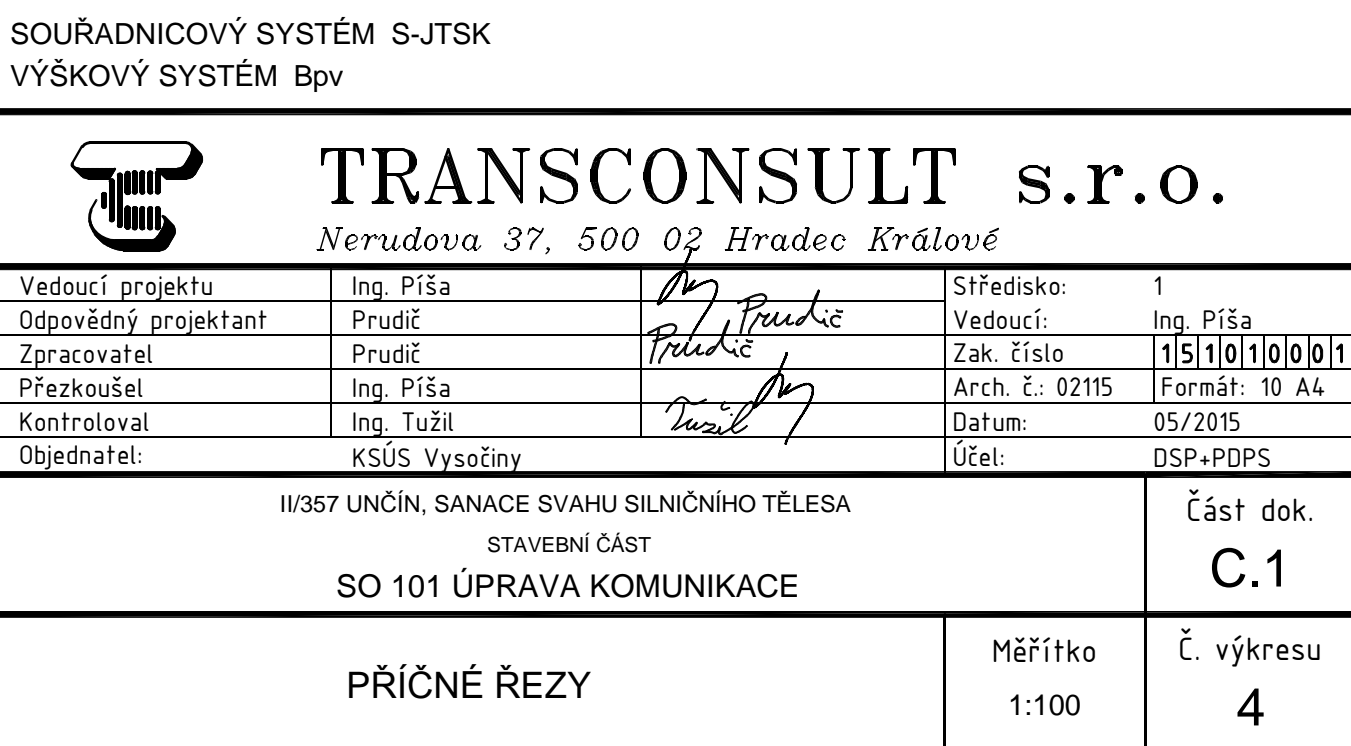 SOUŘADNICOVÝ SYSTÉM S-JTSK
VÝŠKOVÝ SYSTÉM Bpv
TRANSCONSULT s.r.o.
Nerudova 37, 500 02 Hradec Králové
Vedoucí projektu Ing. Píša Středisko: 1
Odpovědný projektant Prudič Prudič Vedoucí: Ing. Píša
Zpracovatel Prudič Prudič Zak. číslo 151010001
Přezkoušel Ing. Píša Arch. č.: 02115 Formát: 10 A4
Kontroloval Ing. Tužil Tužil Datum: 05/2015
Objednatel: KSÚS Vysočiny Účel: DSP+PDPS
II/357 UNČÍN, SANACE SVAHU SILNIČNÍHO TĚLESA
STAVEBNÍ ČÁST
SO 101 ÚPRAVA KOMUNIKACE
Část dok.
C.1
PŘÍČNÉ ŘEZY
Měřítko
1:100
Č. výkresu
4